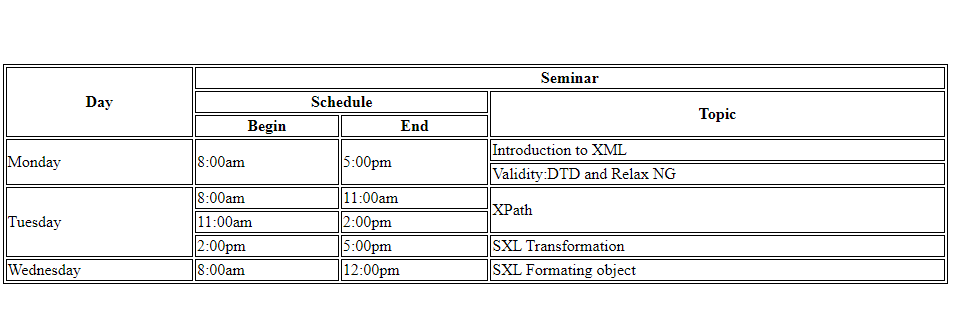 Seminar
Day
Schedule
Topic
Begin End
Monday 8:00am 5:00pm Introduction to XML
Validity:DTD and Relax NG
Tuesday 8:00am 11:00am XPath
11:00am 2:00pm
2:00pm 5:00pm SXL Transformation
Wednesday 8:00am 12:00pm SXL Formating object